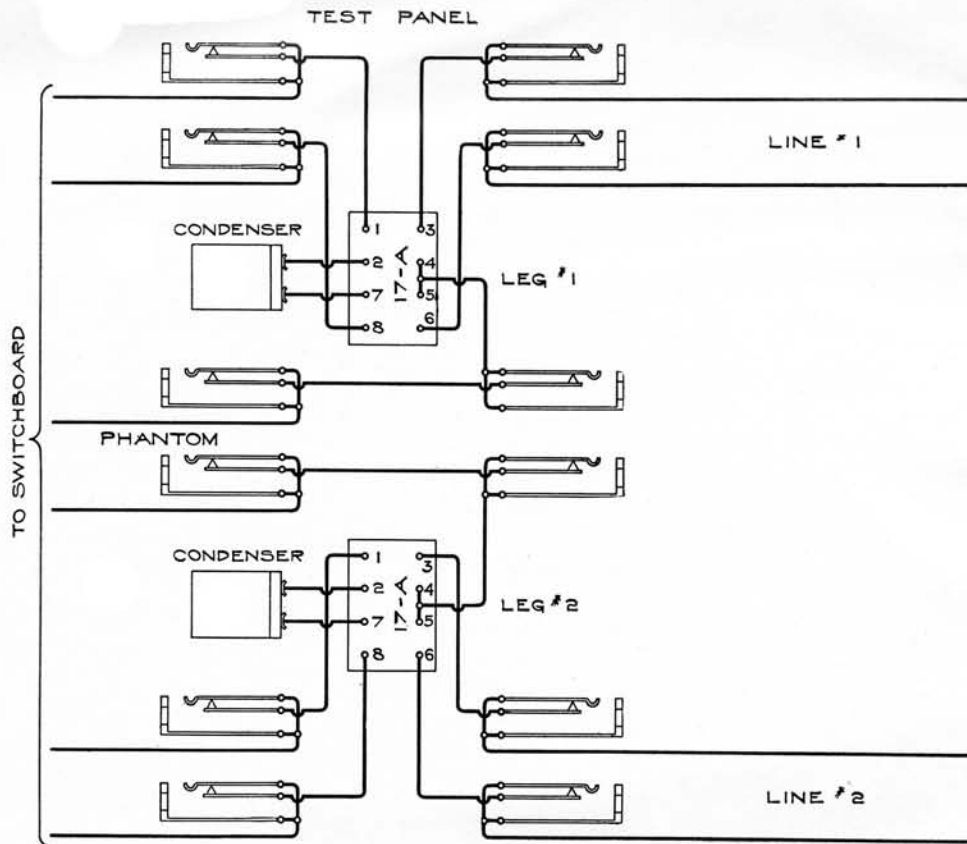 TEST PANEL
LINE #1
CONDENSER
1
3
2
4
7
5
8
6
17-A
LEG #1
TO SWITCHBOARD
PHANTOM
CONDENSER
1
3
2
4
7
5
8
6
17-A
LEG #2
LINE #2